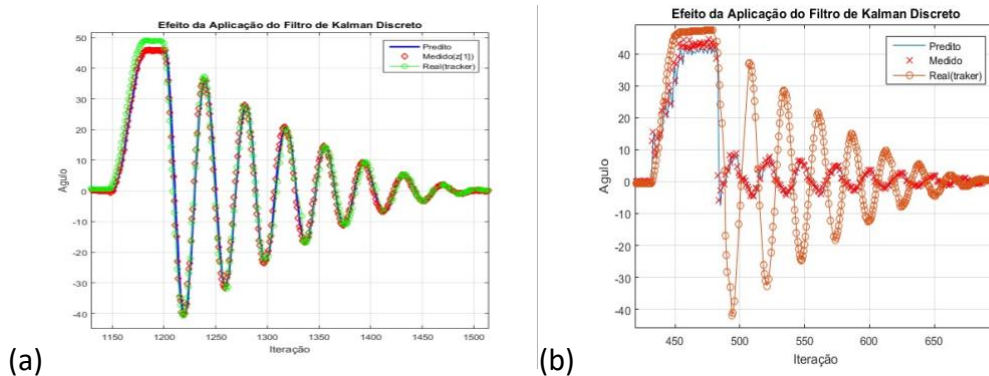 Efeito da Aplicação do Filtro de Kalman Discreto
50
40
30
20
10
0
-10
-20
-30
-40
Agulo
1150 1200 1250 1300 1350 1400 1450 1500
Iteração
Predito
Medido(z[1])
Real(tracker)
(a)
Efeito da Aplicação do Filtro de Kalman Discreto
40
30
20
10
0
-10
-20
-30
-40
Agulo
450 500 550 600 650
Iteração
Predito
Medido
Real(traker)
(b)